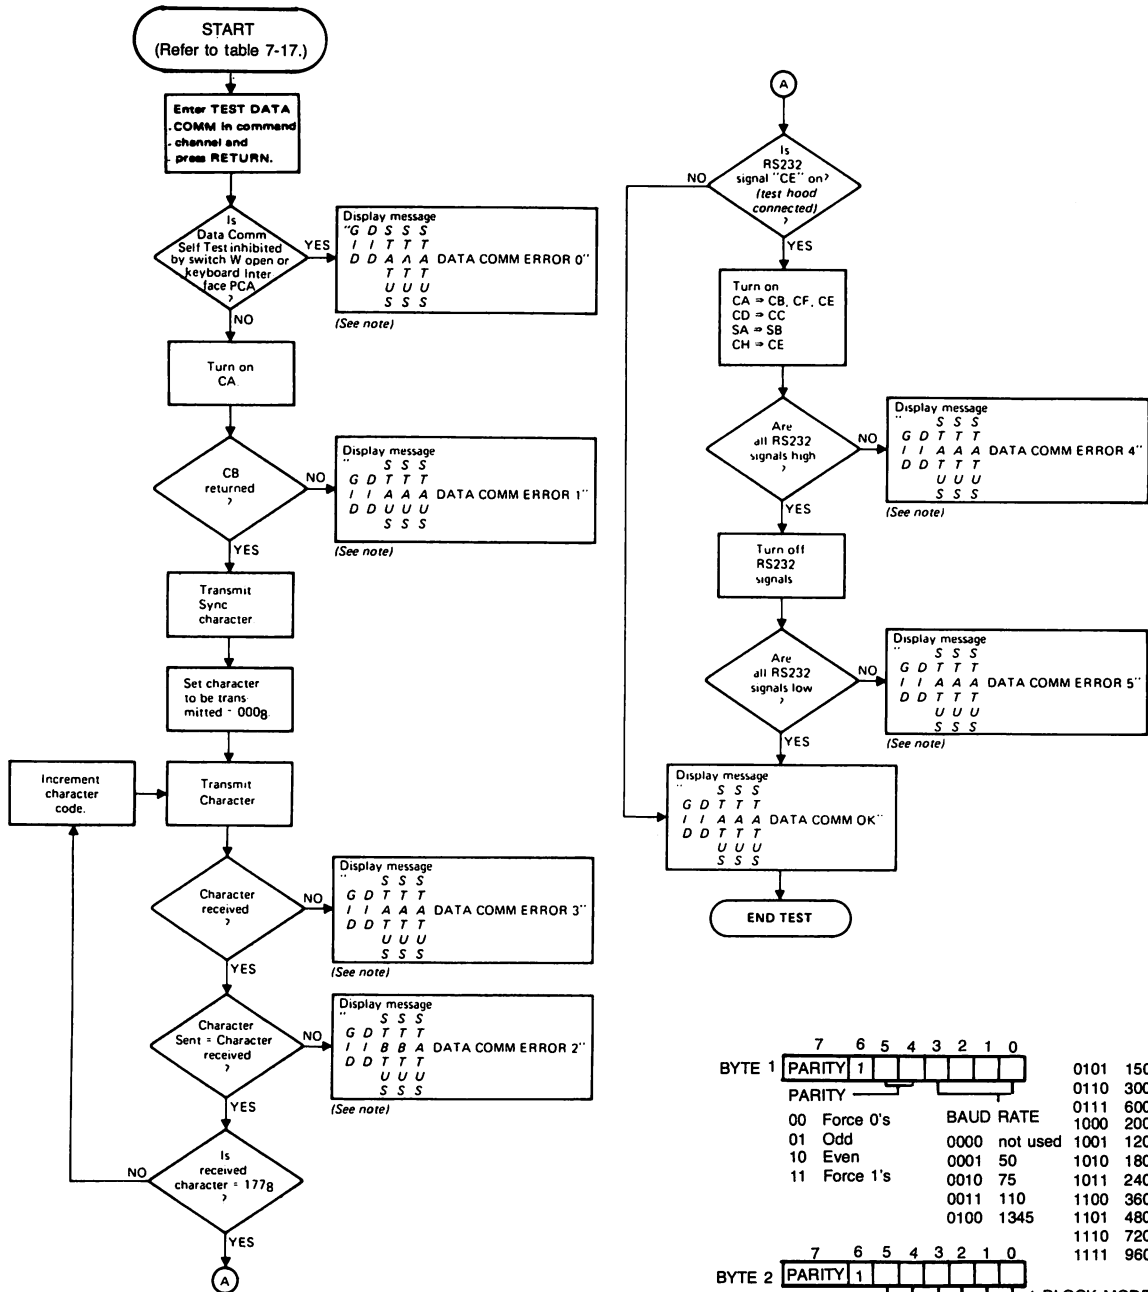 START
(Refer to table 7-17.)
Enter TEST DATA
COMM in command
channel and
press RETURN.
Is
Data Comm
Self Test inhibited
by switch W open or
keyboard Inter
face PCA
?
YES
NO
Display message
"G D S S S
I I T T T
D D A A A DATA COMM ERROR 0"
T T T
U U U
S S S
(See note)
Turn on
CA
CB
returned
?
NO
YES
Display message
" S S S
G D T T T
I I A A A DATA COMM ERROR 1"
D D U U U
S S S
(See note)
Transmit
Sync
character
Set character
to be trans
mitted - 0008.
Increment
character
code.
Transmit
Character
Character
received
?
NO
YES
Display message
" S S S
G D T T T
I I A A A DATA COMM ERROR 3"
D D T T T
U U U
S S S
(See note)
Character
Sent = Character
received
?
NO
YES
Display message
" S S S
G D T T T
I I B B A DATA COMM ERROR 2"
D D T T T
U U U
S S S
(See note)
Is
received
character = 1778
?
NO
YES
A
A
Is
RS232
signal "CE" on?
(test hood
connected)
?
NO
YES
Turn on
CA = CB, CF, CE
CD = CC
SA = SB
CH = CE
Are
all RS232
signals high
?
NO
YES
Display message
" S S S
G D T T T
I I A A A DATA COMM ERROR 4"
D D T T T
U U U
S S S
(See note)
Turn off
RS232
signals
Are
all RS232
signals low
?
NO
YES
Display message
" S S S
G D T T T
I I A A A DATA COMM ERROR 5"
D D T T T
U U U
S S S
(See note)
Display message
" S S S
G D T T T
I I A A A DATA COMM OK"
D D T T T
U U U
S S S
END TEST
7 6 5 4 3 2 1 0
BYTE 1 PARITY 1
PARITY
00 Force 0's
01 Odd
10 Even
11 Force 1's
BAUD RATE
0000 not used
0001 50
0010 75
0011 110
0100 1345
0101 150
0110 300
0111 600
1000 200
1001 120
1010 180
1011 240
1100 360
1101 480
1110 720
1111 960
7 6 5 4 3 2 1 0
BYTE 2 PARITY 1